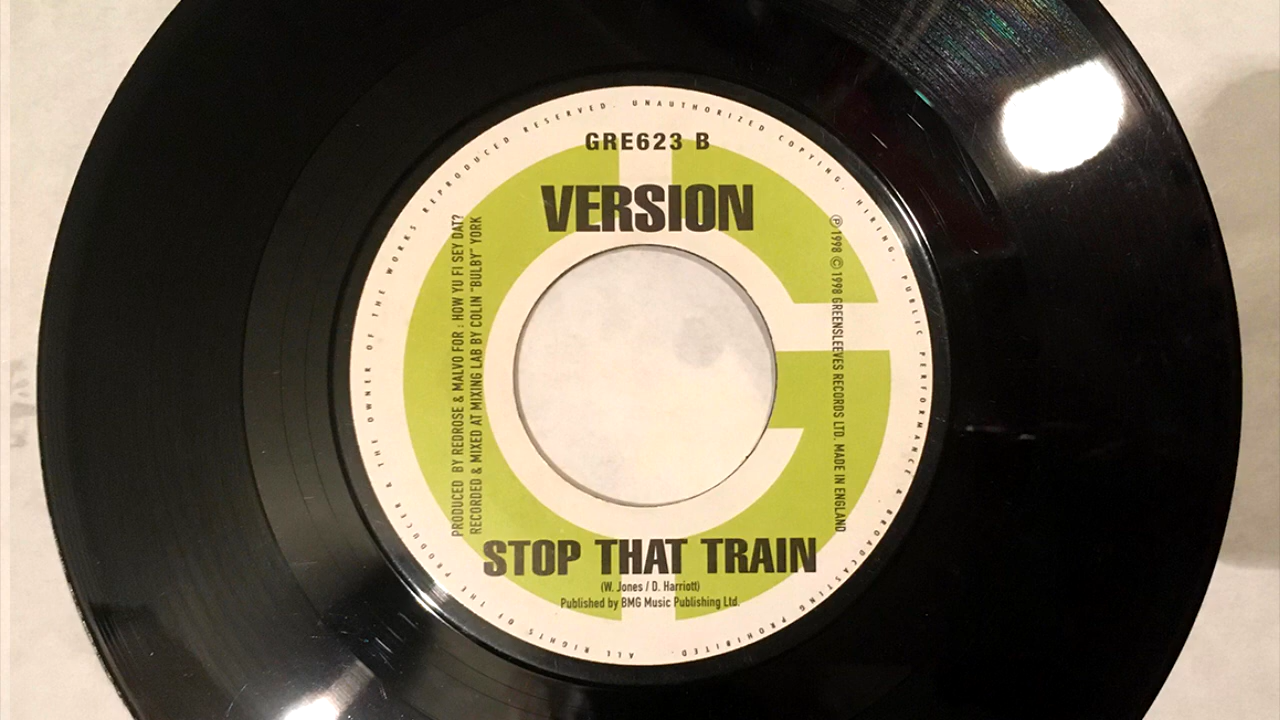 GRE623 B
VERSION
PRODUCED BY REDROSE & MALVO FOR : HOW YU FI SEY DAT?
RECORDED & MIXED AT MIXING LAB BY COLIN "BULBY" YORK
℗ 1998 © 1998 GREENSLEEVES RECORDS LTD. MADE IN ENGLAND
STOP THAT TRAIN
(W. Jones / D. Harriott)
Published by BMG Music Publishing Ltd.
ALL RIGHTS OF THE PRODUCER & THE OWNER OF THE WORKS REPRODUCED RESERVED. UNAUTHORIZED COPYING. HIRING. PUBLIC PERFORMANCE & BROADCASTING PROHIBITED